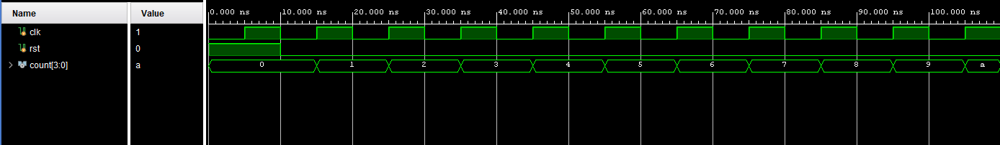 Name Value 0.000 ns 10.000 ns 20.000 ns 30.000 ns 40.000 ns 50.000 ns 60.000 ns 70.000 ns 80.000 ns 90.000 ns 100.000 ns
clk 1
rst 0
count[3:0] a 0 1 2 3 4 5 6 7 8 9 a